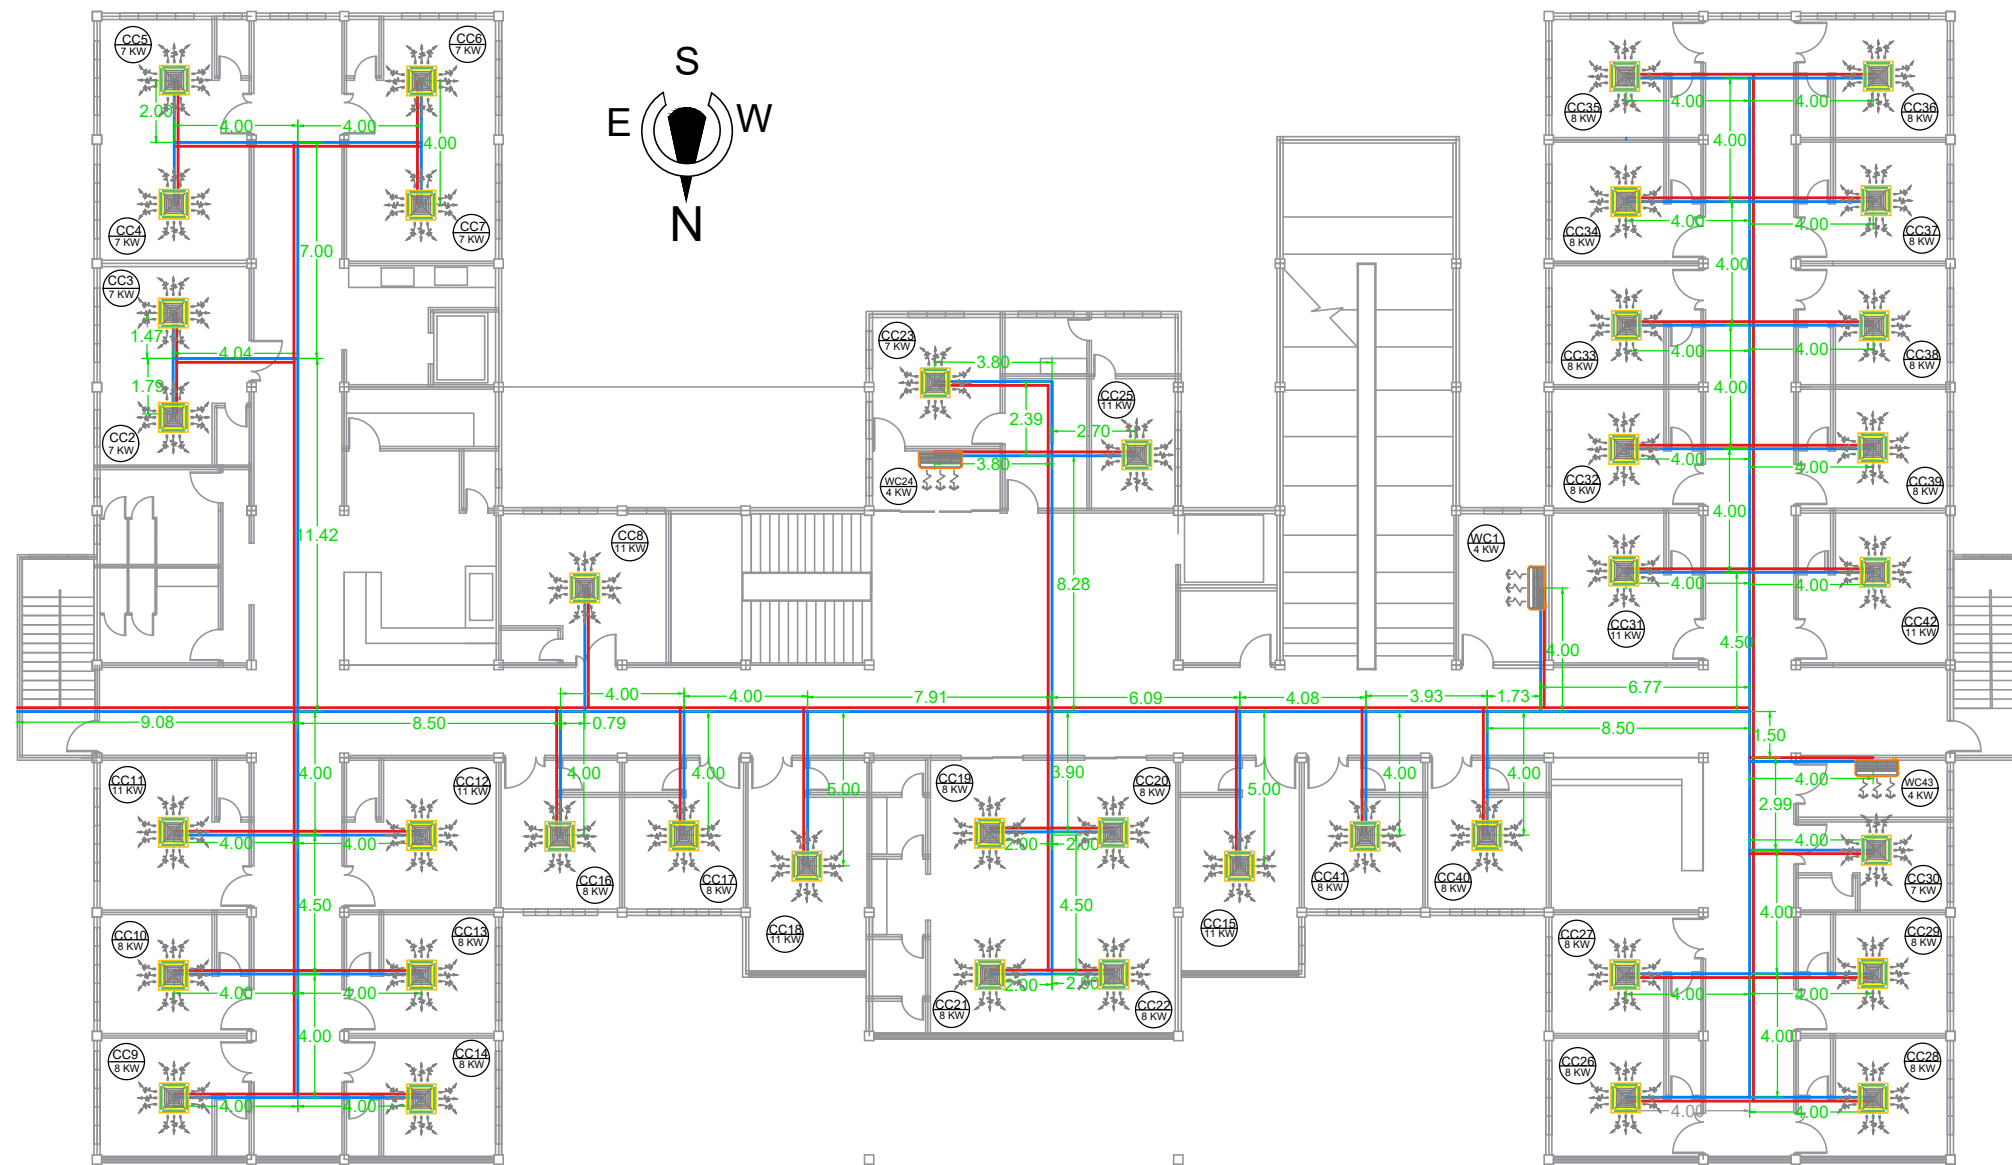 CC5
7 KW
CC6
7 KW
S
E
W
N
2.00
4.00
4.00
4.00
CC4
7 KW
CC7
7 KW
7.00
CC3
7 KW
1.47
4.04
1.79
CC2
7 KW
11.42
CC8
11 KW
CC23
7 KW
3.80
CC25
11 KW
2.39
2.70
3.80
WC24
4 KW
8.28
WC1
4 KW
4.00
CC35
8 KW
CC36
8 KW
4.00
4.00
4.00
CC34
8 KW
CC37
8 KW
4.00
4.00
4.00
CC33
8 KW
CC38
8 KW
4.00
4.00
4.00
CC32
8 KW
CC39
8 KW
4.00
4.00
4.00
CC31
11 KW
CC42
11 KW
4.00
4.00
4.50
9.08
8.50
0.79
4.00
4.00
7.91
6.09
4.08
3.93
1.73
6.77
8.50
1.50
CC11
11 KW
CC12
11 KW
4.00
4.00
4.00
4.50
CC10
8 KW
CC13
8 KW
4.00
4.00
4.00
CC9
8 KW
CC14
8 KW
4.00
4.00
4.00
CC16
8 KW
4.00
CC17
8 KW
5.00
CC18
11 KW
CC19
8 KW
CC20
8 KW
3.90
2.00
2.00
4.50
CC21
8 KW
CC22
8 KW
2.00
2.00
5.00
CC15
11 KW
4.00
CC41
8 KW
4.00
CC40
8 KW
WC43
4 KW
4.00
2.99
4.00
CC30
7 KW
4.00
CC27
8 KW
CC29
8 KW
4.00
4.00
4.00
CC26
8 KW
CC28
8 KW
4.00
4.00